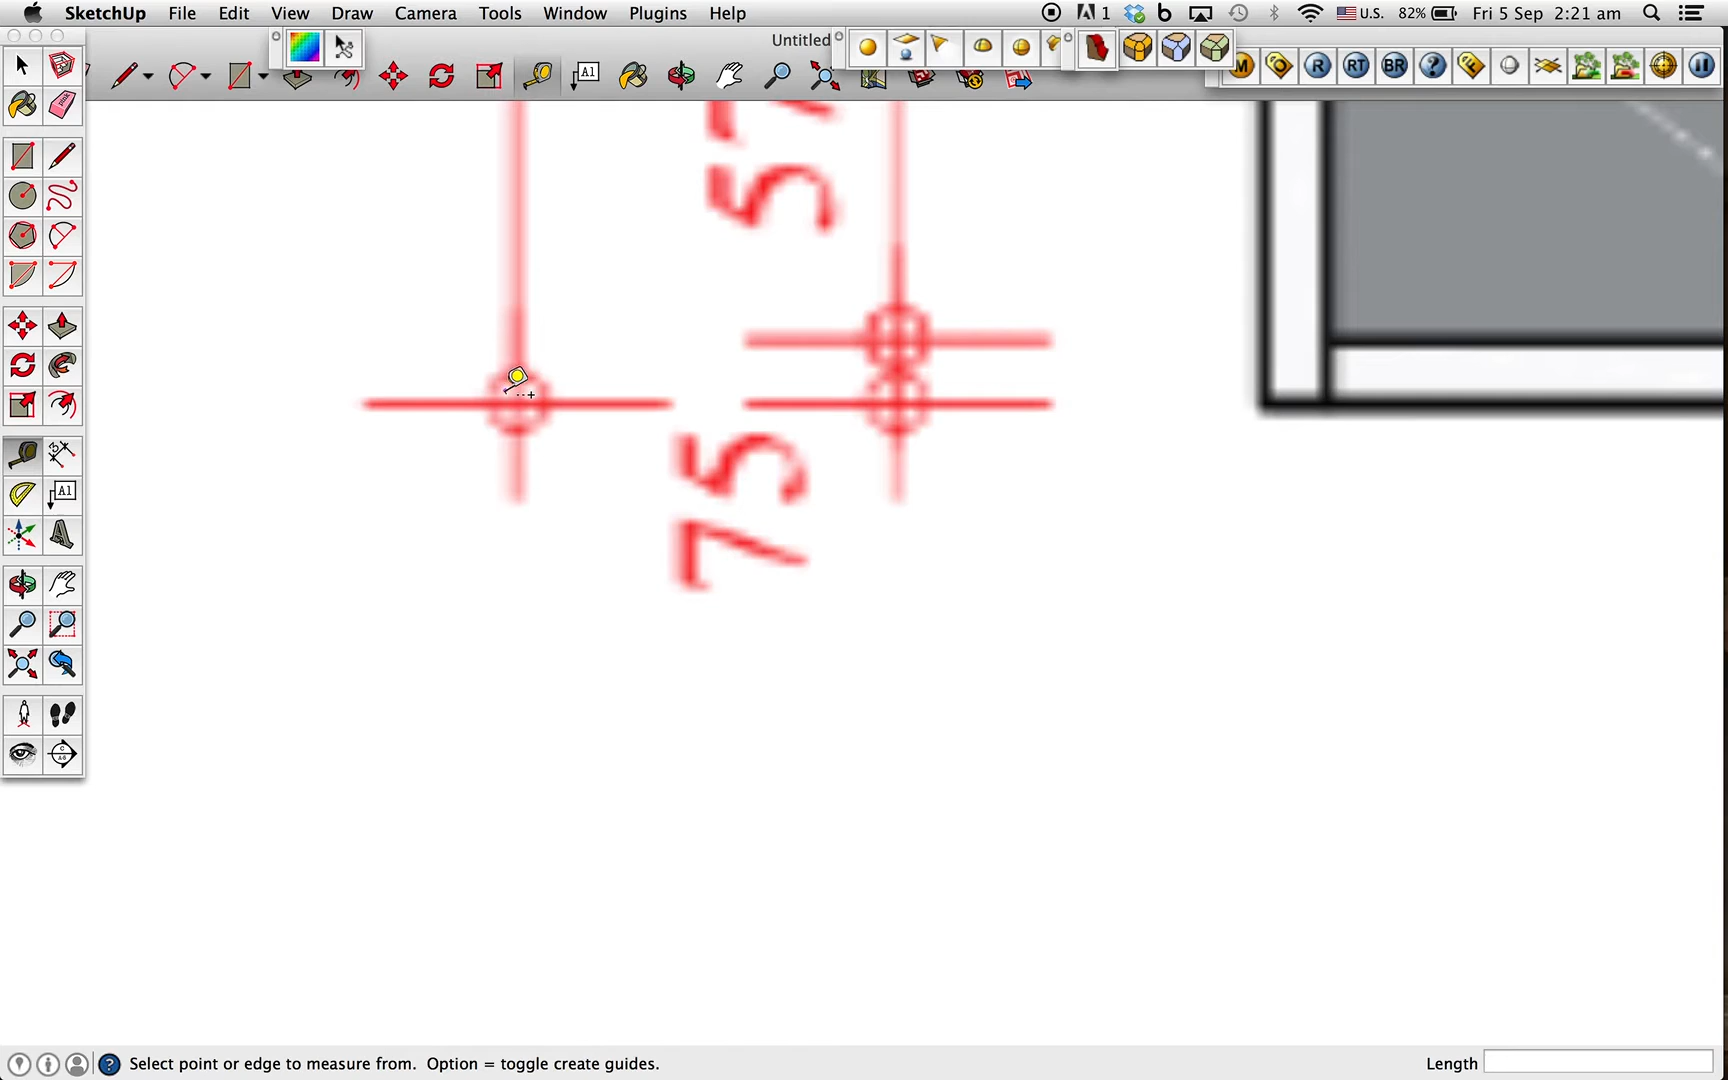 SketchUp File Edit View Draw Camera Tools Window Plugins Help 1 b U.S. 82% Fri 5 Sep 2:21 am
Untitled
A1
M O R RT BR ? F
57
75
A1
Select point or edge to measure from. Option = toggle create guides.
Length